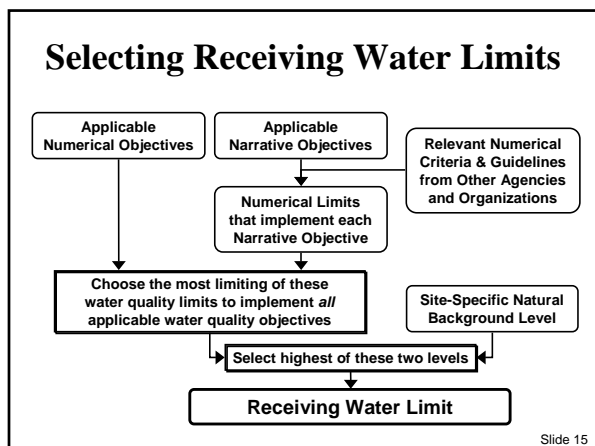 Selecting Receiving Water Limits
Applicable
Numerical Objectives
Applicable
Narrative Objectives
Relevant Numerical
Criteria & Guidelines
from Other Agencies
and Organizations
Numerical Limits
that implement each
Narrative Objective
Choose the most limiting of these
water quality limits to implement all
applicable water quality objectives
Site-Specific Natural
Background Level
Select highest of these two levels
Receiving Water Limit
Slide 15